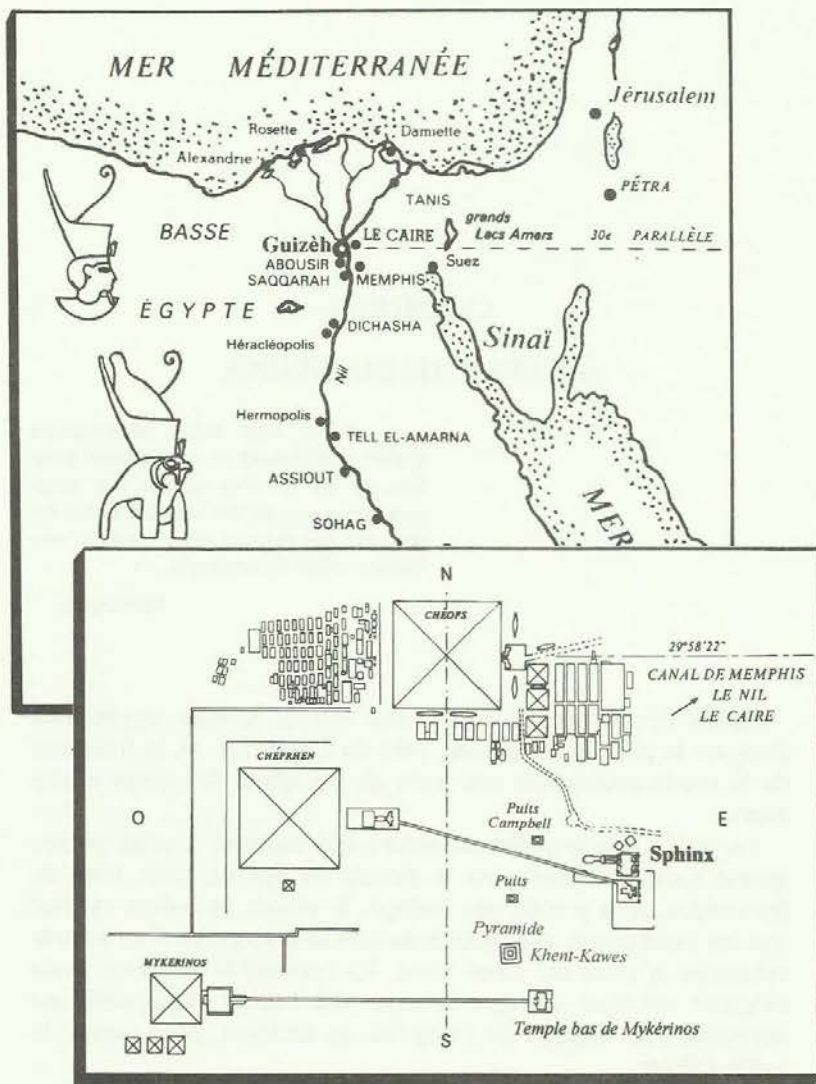 MER MÉDITERRANÉE
Jérusalem
Rosette
Damiette
Alexandrie
PÉTRA
TANIS
BASSE
grands
Lacs Amers
Guizèh
LE CAIRE
30e PARALLÈLE
ABOUSIR
Suez
SAQQARAH
MEMPHIS
ÉGYPTE
DICHASHA
Sinaï
Héracléopolis
Nil
Hermopolis
TELL EL-AMARNA
ASSIOUT
MER
SOHAG
N
CHEOPS
29°58'22"
CANAL DE MEMPHIS
LE NIL
LE CAIRE
CHEPRHEN
O
Puits
Campbell
E
Sphinx
Puits
Pyramide
Khent-Kawes
MYKERINOS
Temple bas de Mykérinos
S